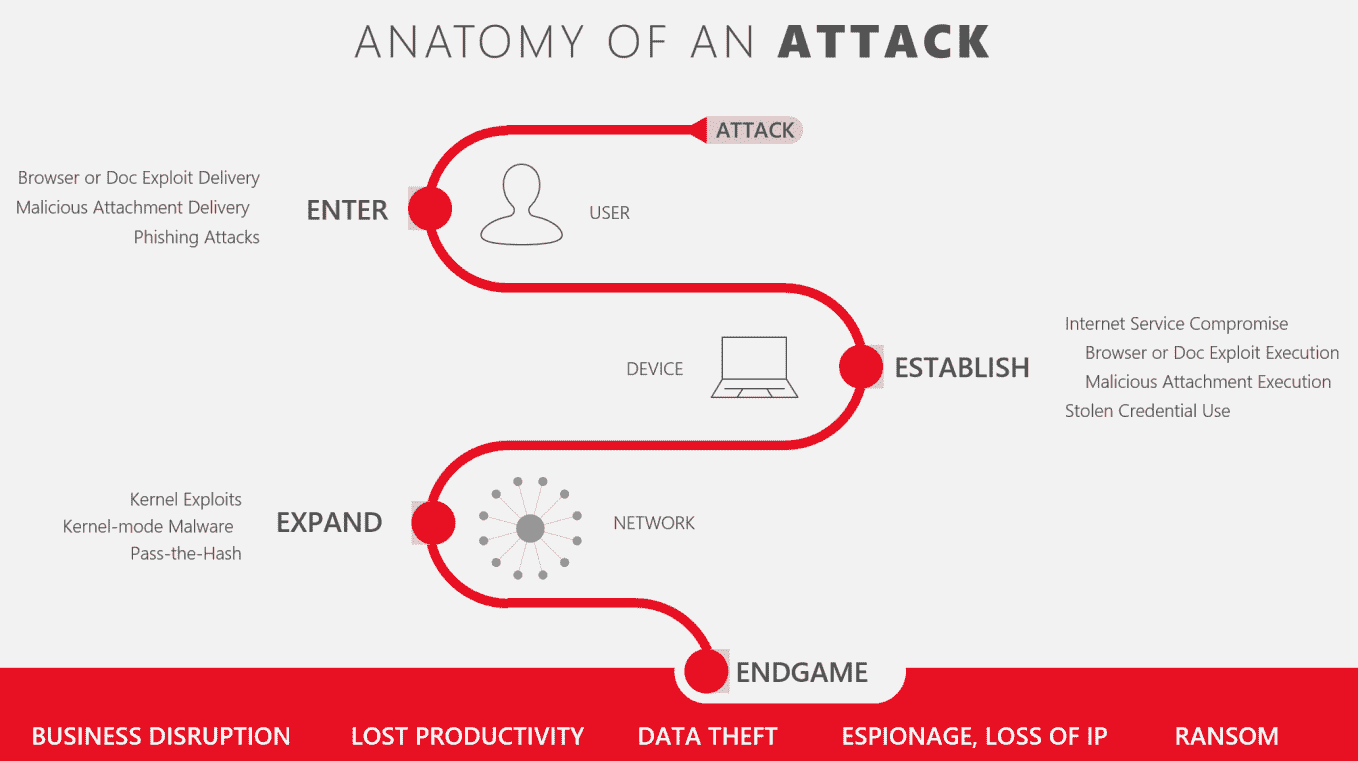 ANATOMY OF AN ATTACK
ATTACK
Browser or Doc Exploit Delivery
Malicious Attachment Delivery
Phishing Attacks
ENTER
USER
DEVICE
ESTABLISH
Internet Service Compromise
Browser or Doc Exploit Execution
Malicious Attachment Execution
Stolen Credential Use
Kernel Exploits
Kernel-mode Malware
Pass-the-Hash
EXPAND
NETWORK
ENDGAME
BUSINESS DISRUPTION
LOST PRODUCTIVITY
DATA THEFT
ESPIONAGE, LOSS OF IP
RANSOM